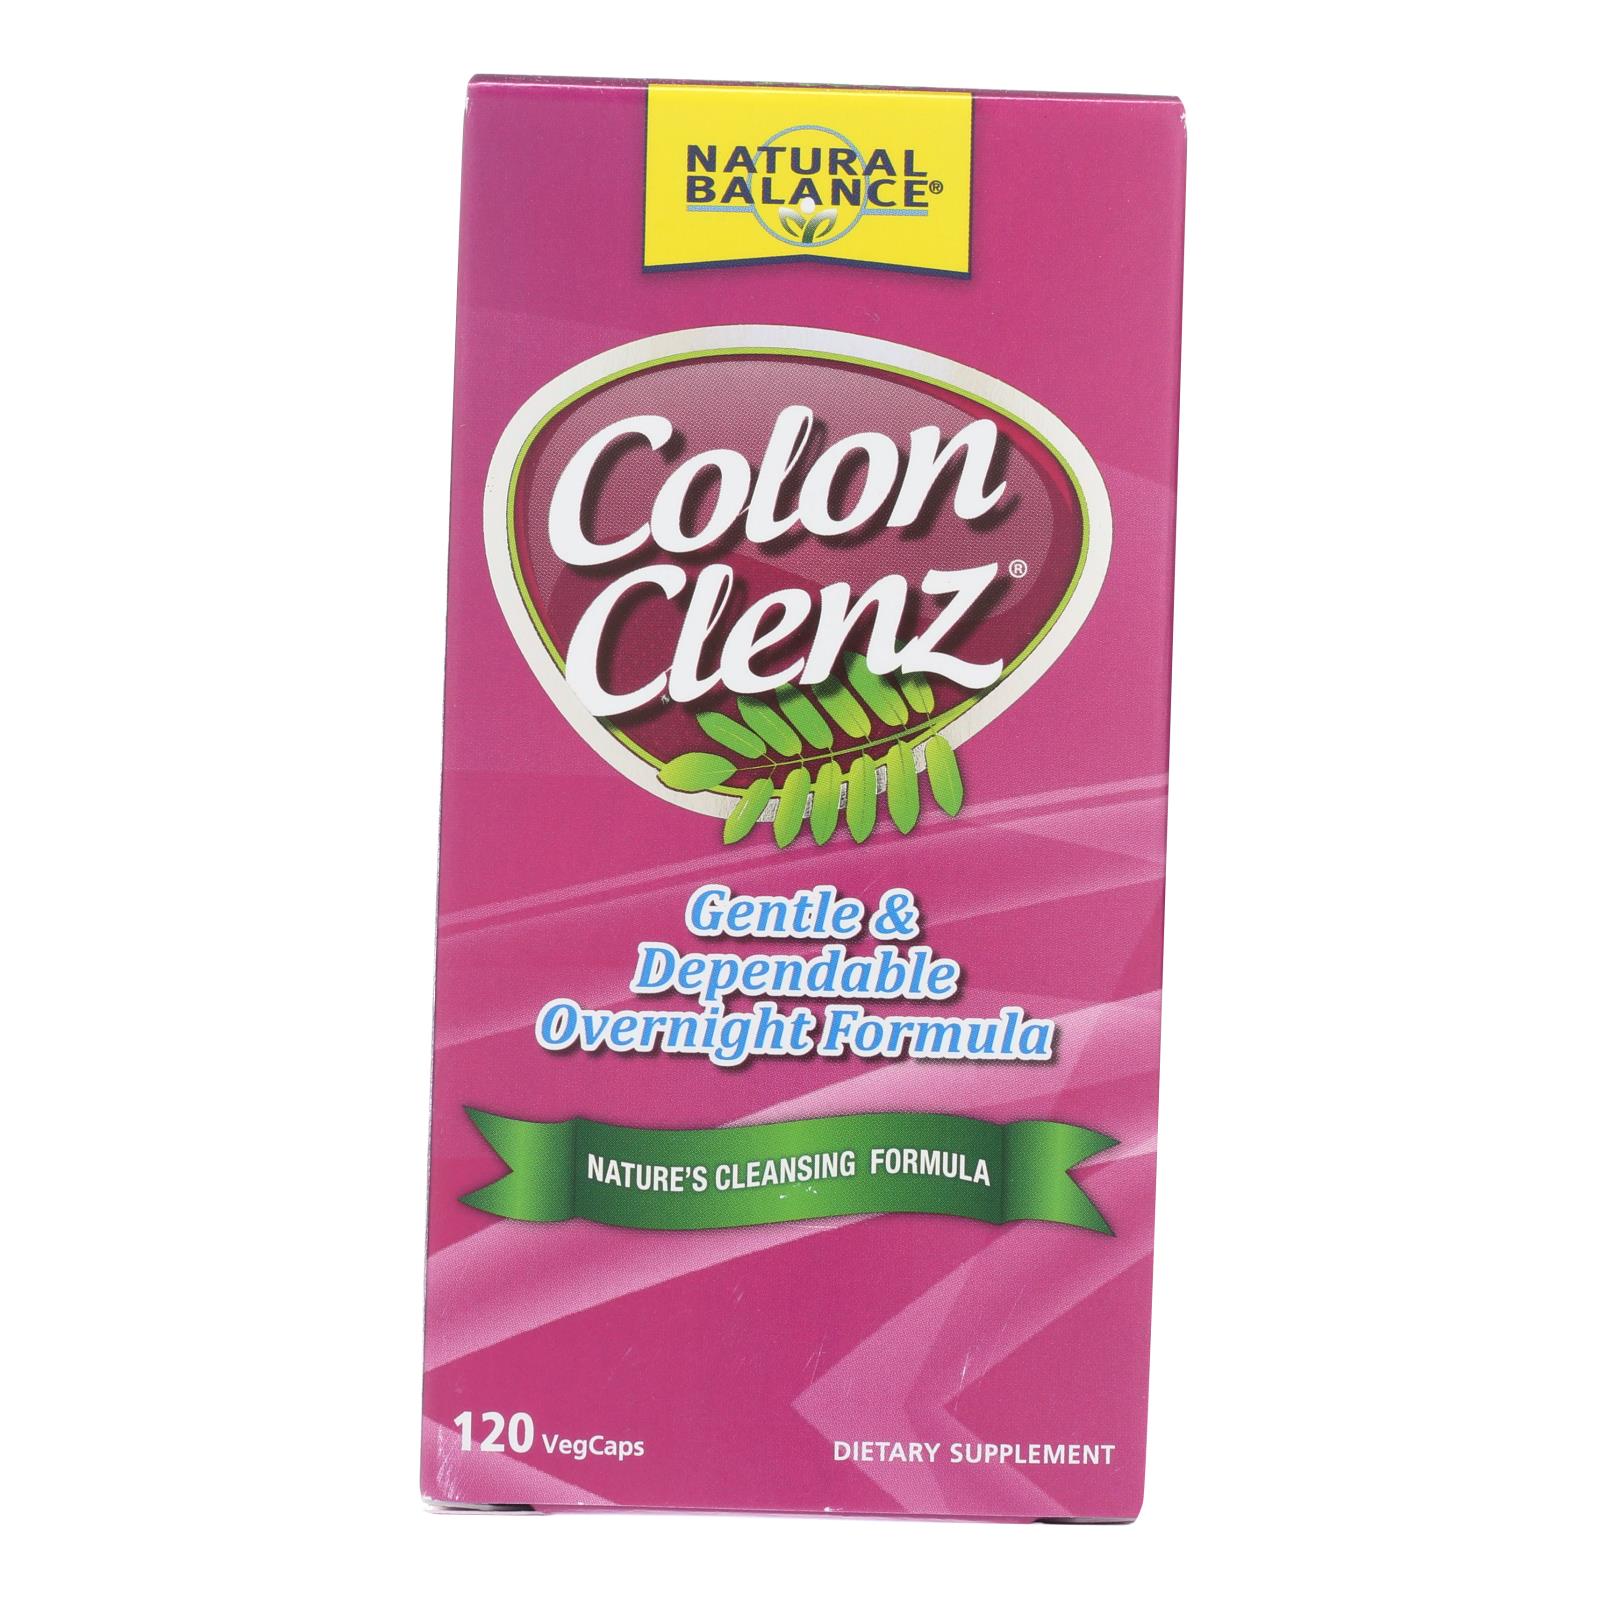 NATURAL
BALANCE®
Colon
Clenz®
Gentle &
Dependable
Overnight Formula
NATURE'S CLEANSING FORMULA
120 VegCaps
DIETARY SUPPLEMENT